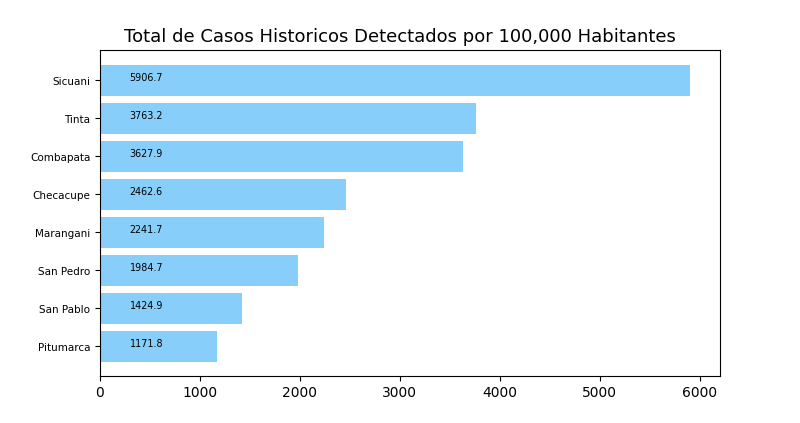 Total de Casos Historicos Detectados por 100,000 Habitantes
Sicuani 5906.7
Tinta 3763.2
Combapata 3627.9
Checacupe 2462.6
Marangani 2241.7
San Pedro 1984.7
San Pablo 1424.9
Pitumarca 1171.8
0 1000 2000 3000 4000 5000 6000